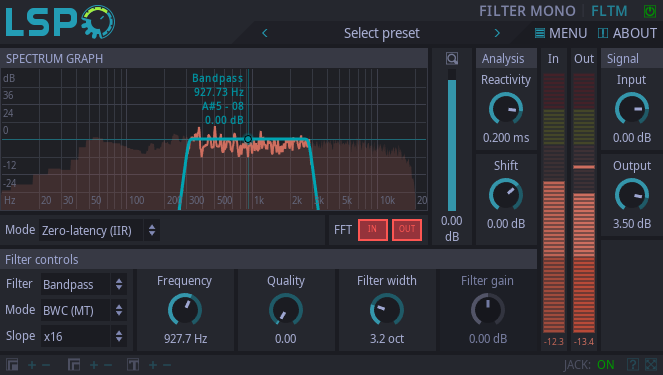 LSP
FILTER MONO FLTM
Select preset
MENU ABOUT
SPECTRUM GRAPH
Analysis
In
Out
Signal
dB
36
24
12
0
-12
-24
Bandpass
927.73 Hz
A#5 - 08
0.00 dB
Hz 20 30 50 100 200 300 500 1k 2k 3k 5k 10k 20
Reactivity
0.200 ms
Shift
0.00 dB
Input
0.00 dB
Output
3.50 dB
0.00
dB
Mode Zero-latency (IIR)
FFT IN OUT
Filter controls
Filter Bandpass
Mode BWC (MT)
Slope x16
Frequency
927.7 Hz
Quality
0.00
Filter width
3.2 oct
Filter gain
0.00 dB
-12.3
-13.4
JACK: ON